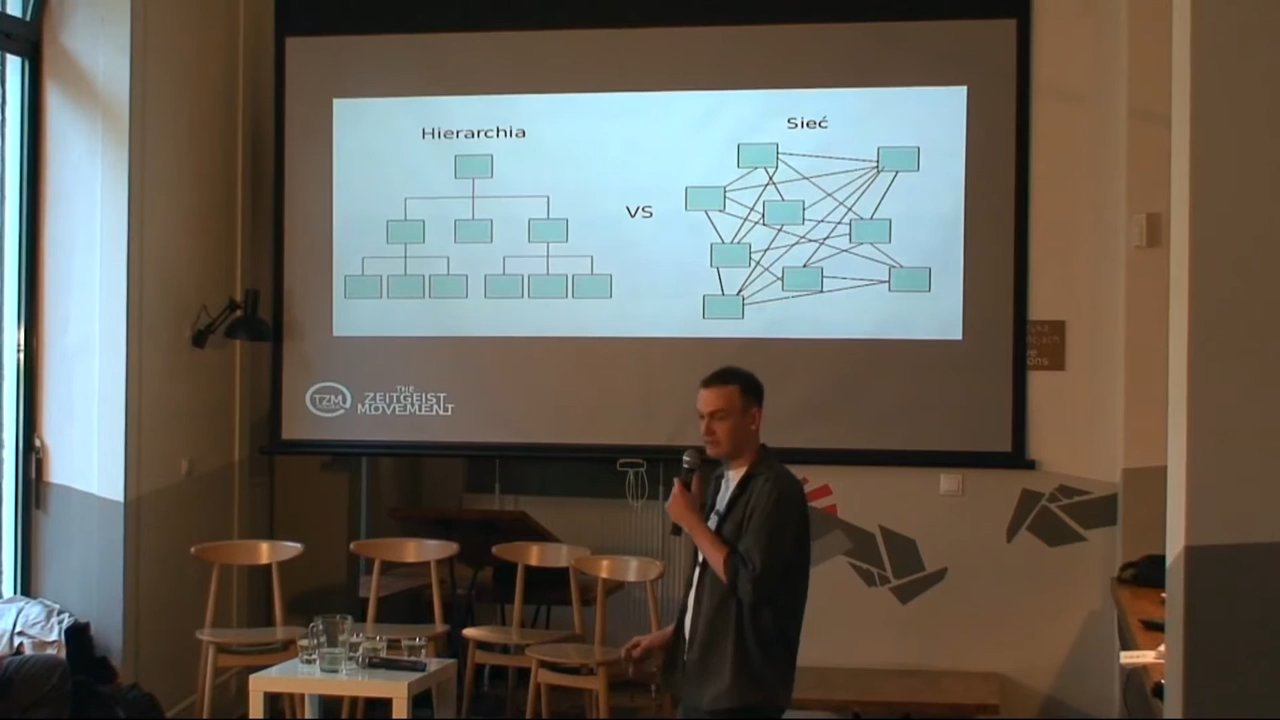 Hierarchia
vs
Sieć
TZM
THE
ZEITGEIST
MOVEMENT